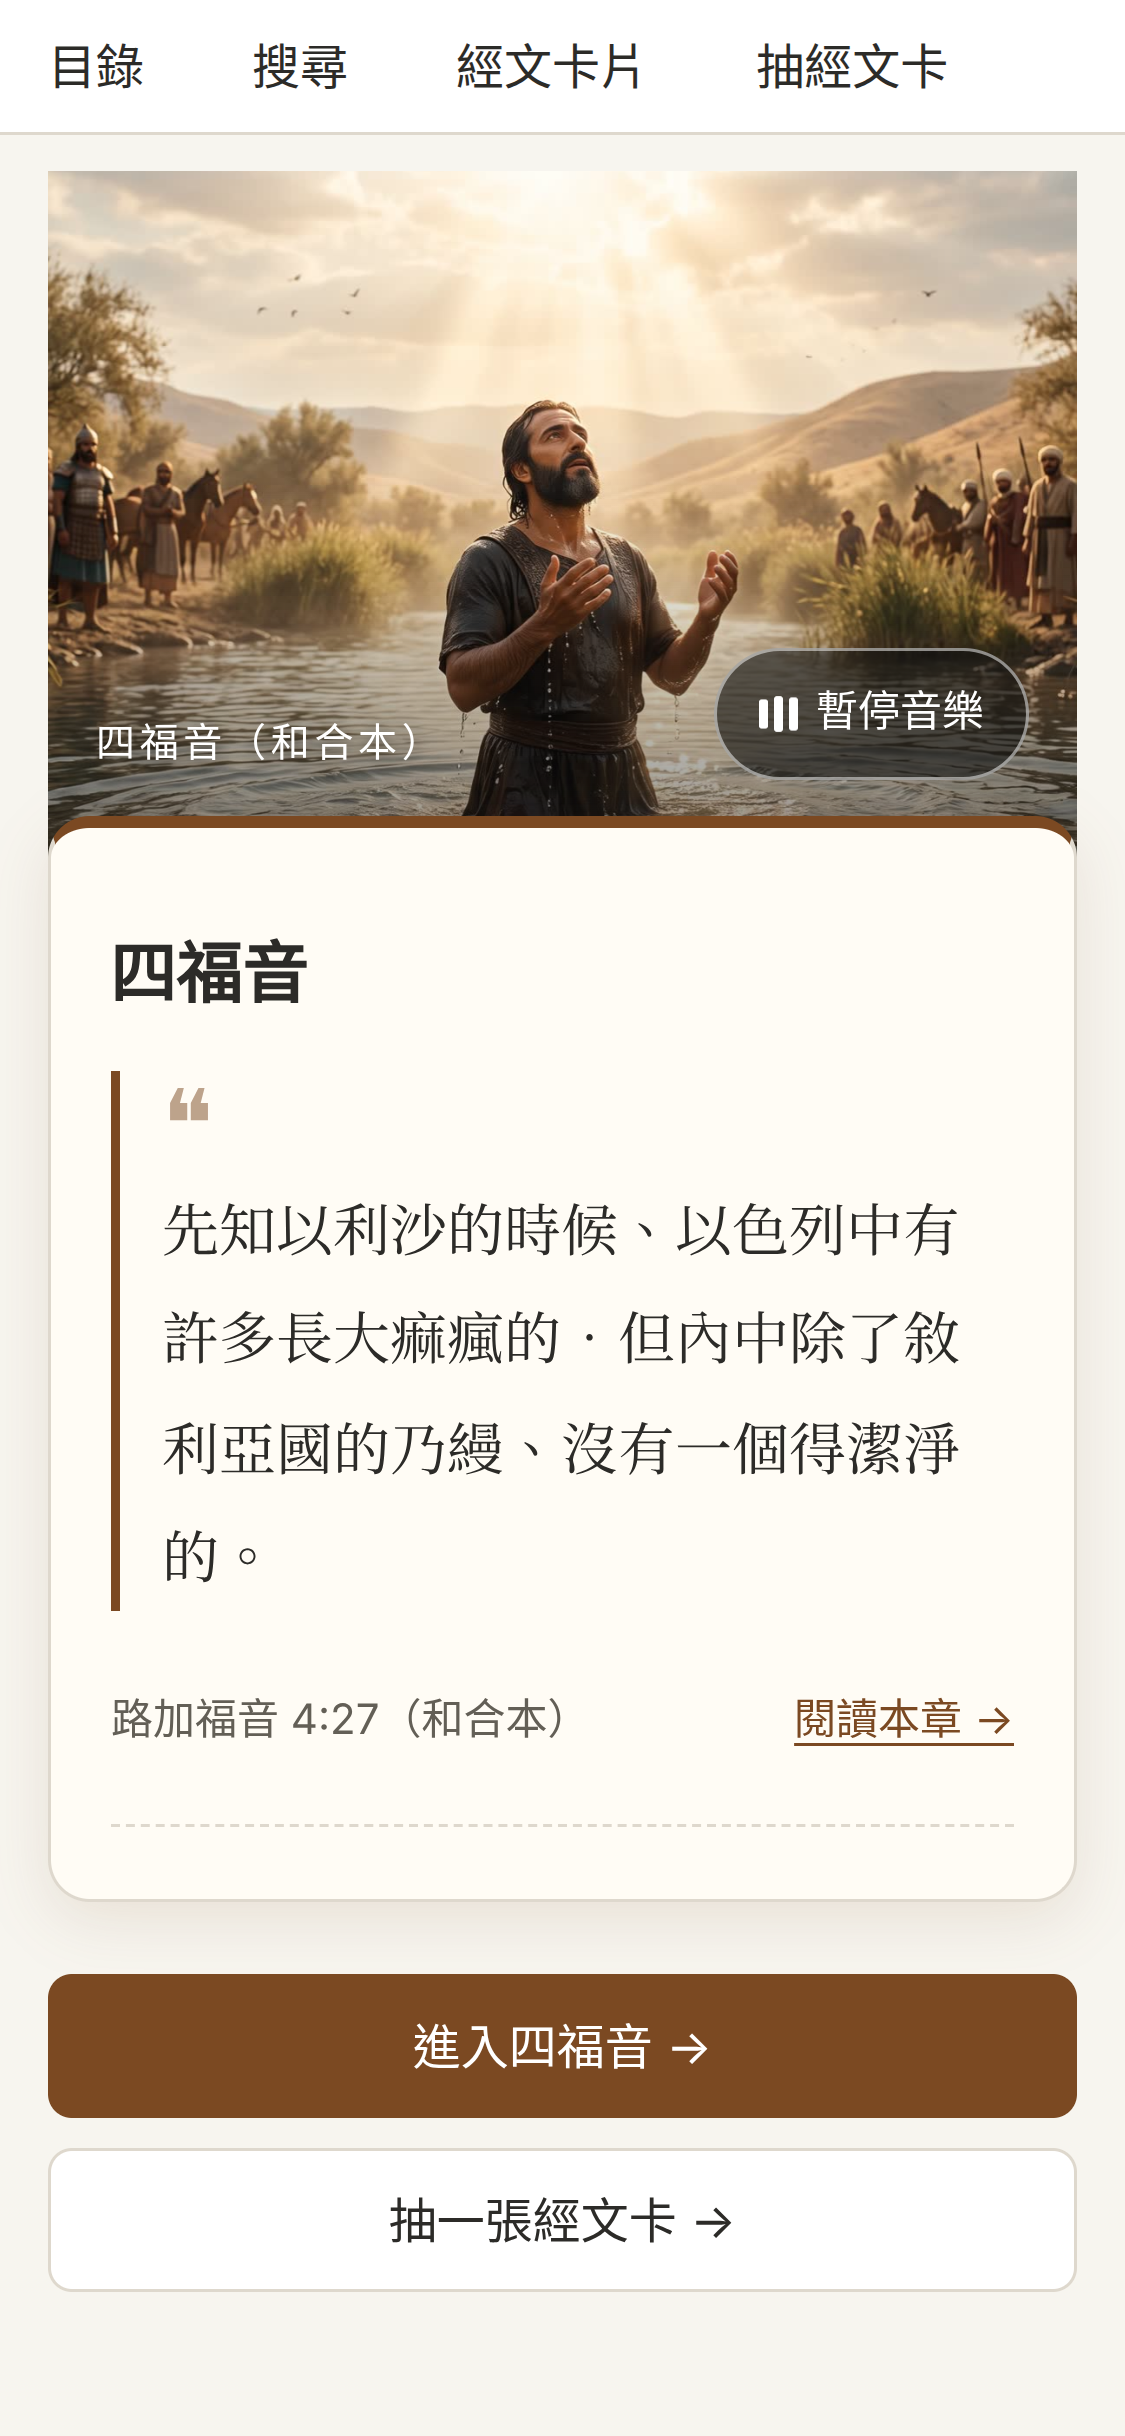 目錄 搜尋 經文卡片 抽經文卡
暫停音樂
四福音（和合本）
四福音
❝
先知以利沙的時候、以色列中有
許多長大痲瘋的．但內中除了敘
利亞國的乃縵、沒有一個得潔淨
的。
路加福音 4:27（和合本） 閱讀本章 →
進入四福音 →
抽一張經文卡 →